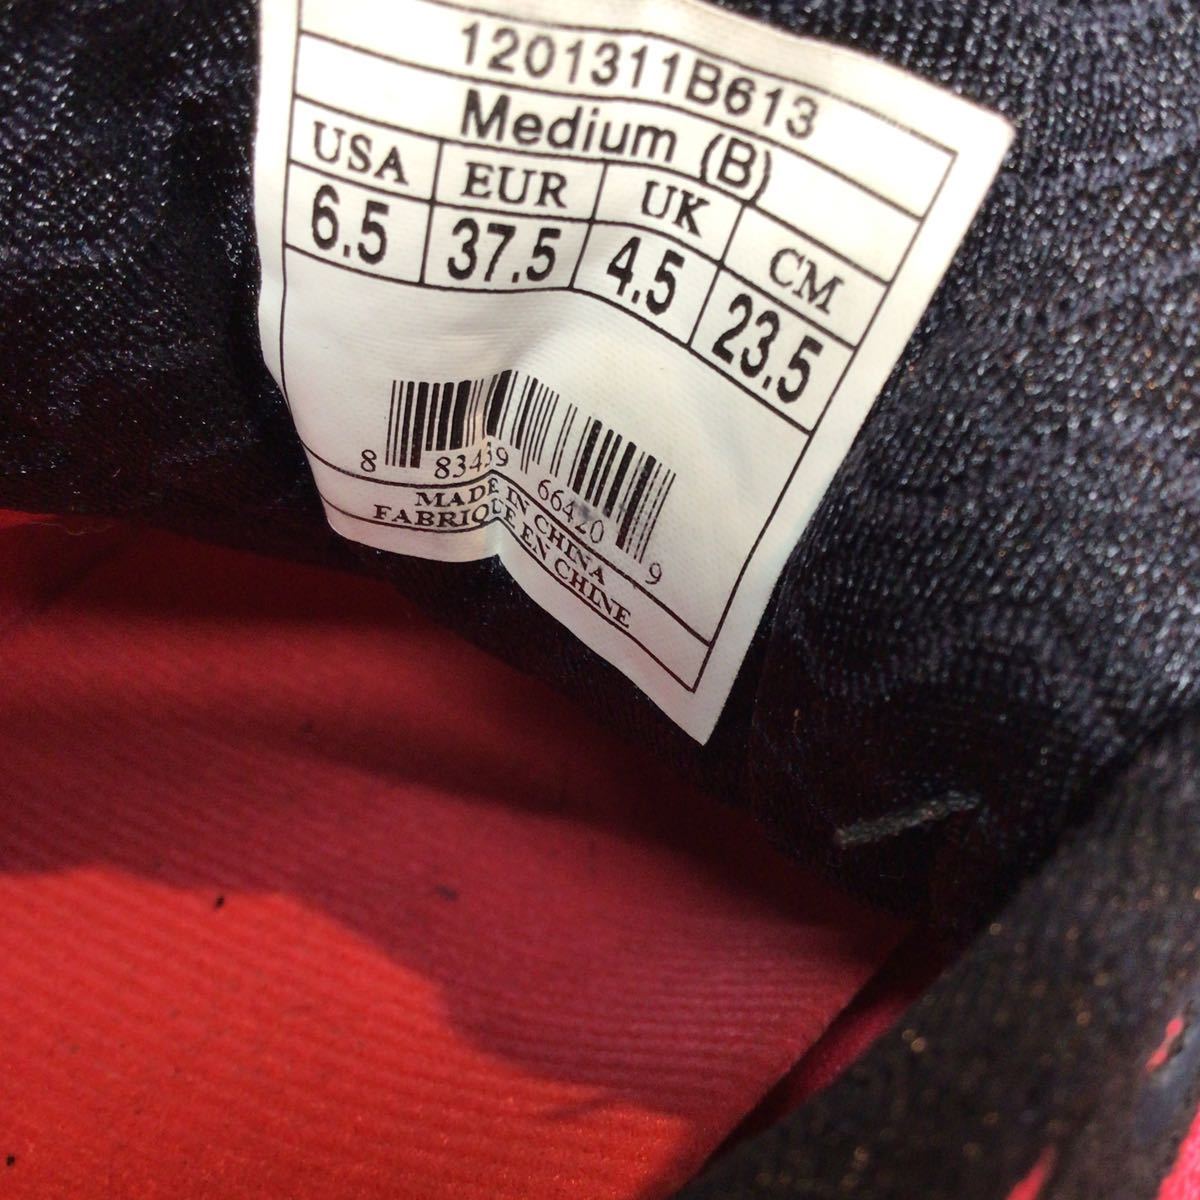 1201311B613
Medium (B)
USA EUR UK CM
6.5 37.5 4.5 23.5
8 83459 66420 9
MADE IN CHINA
FABRIQUE EN CHINE